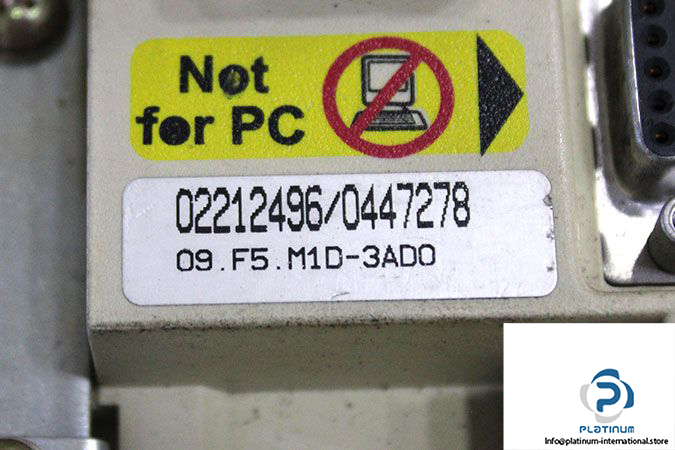 Not
for PC
02212496/0447278
09.F5.M1D-3AD0
PLATINUM
Info@platinum-international.store